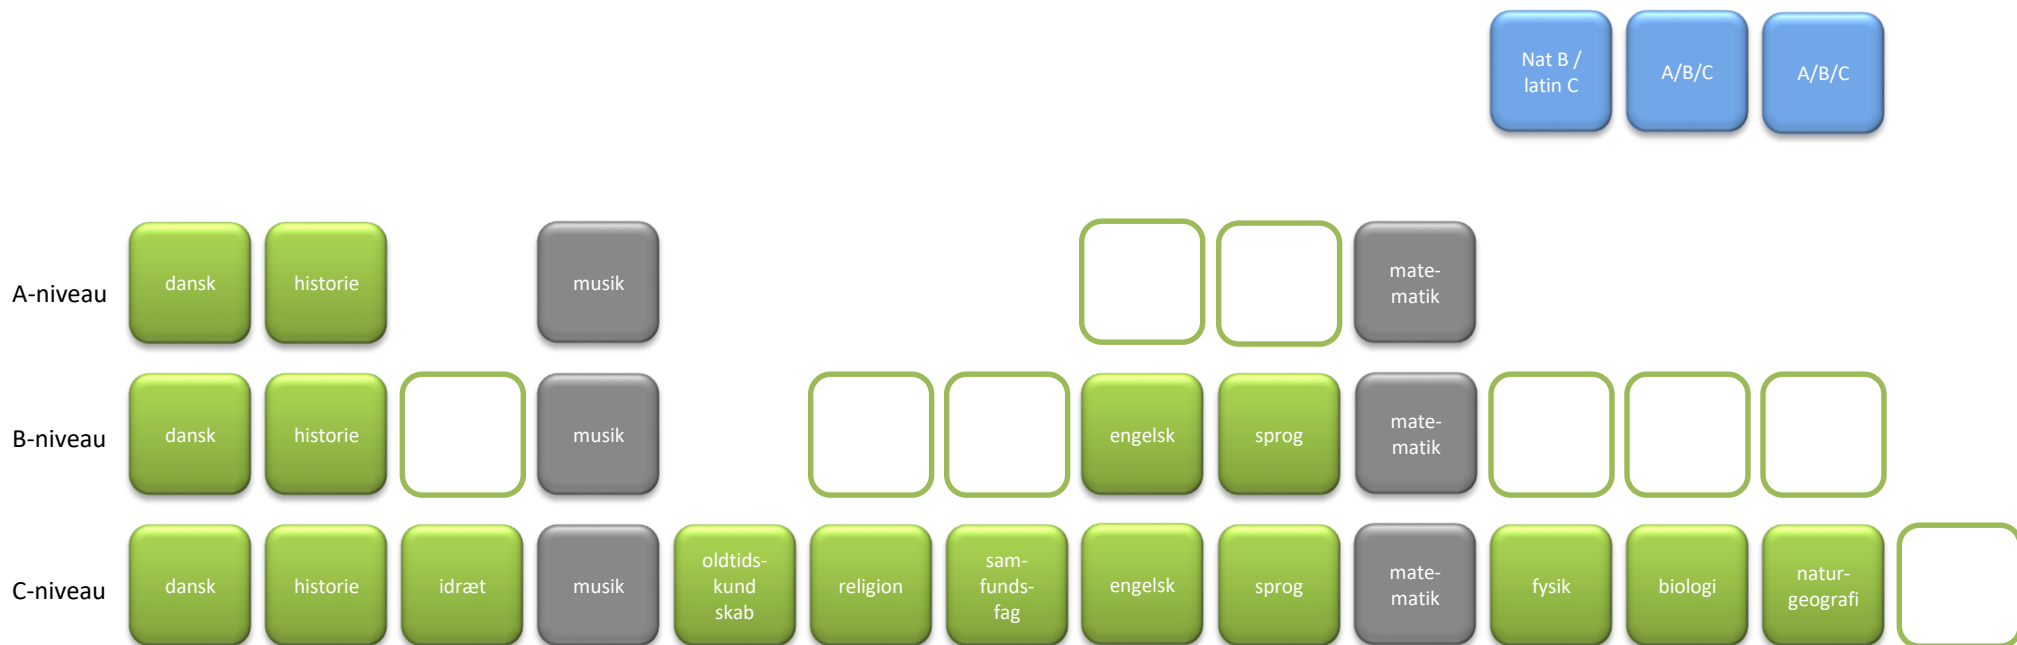 Nat B /
latin C
A/B/C
A/B/C
A-niveau
dansk
historie
musik
mate-
matik
B-niveau
dansk
historie
musik
engelsk
sprog
mate-
matik
C-niveau
dansk
historie
idræt
musik
oldtids-
kund
skab
religion
sam-
funds-
fag
engelsk
sprog
mate-
matik
fysik
biologi
natur-
geografi